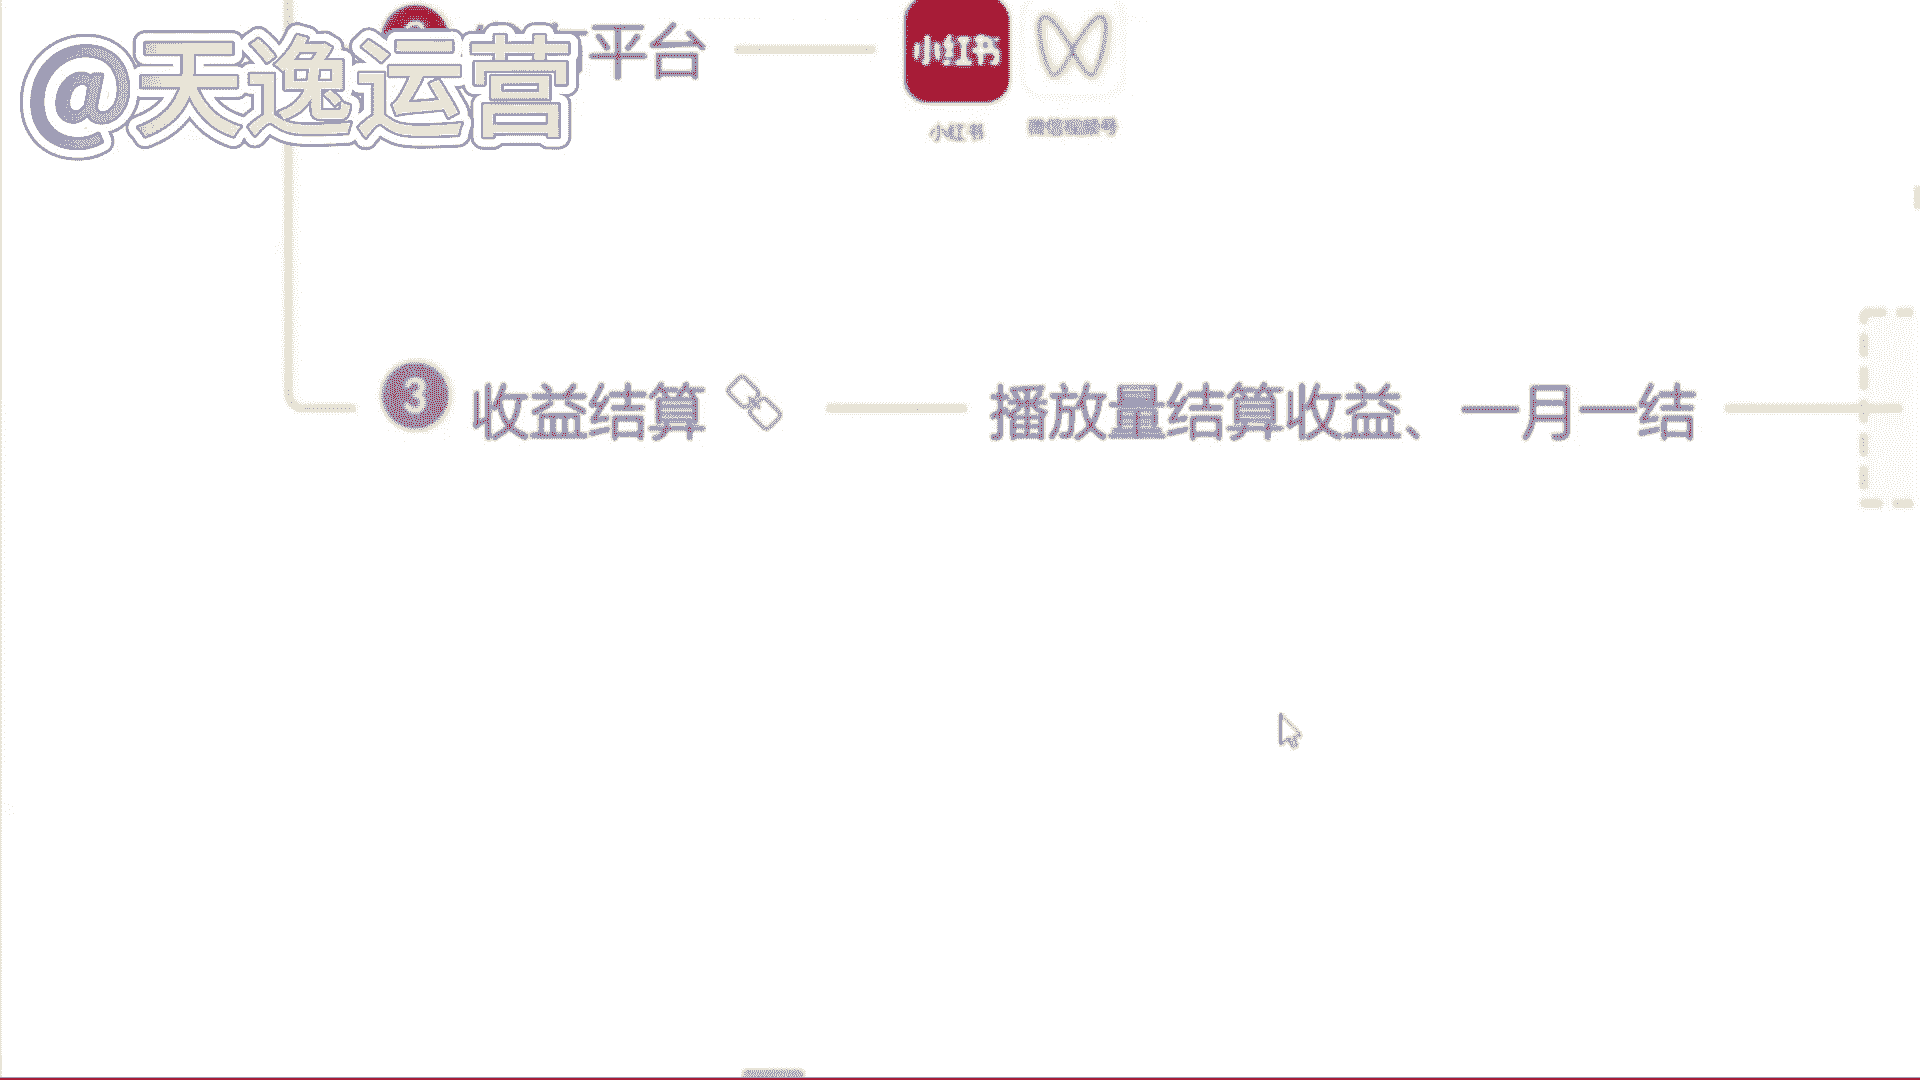 @天逸运营
平台
小红书
小红书
微信视频号
3 收益结算
播放量结算收益、一月一结